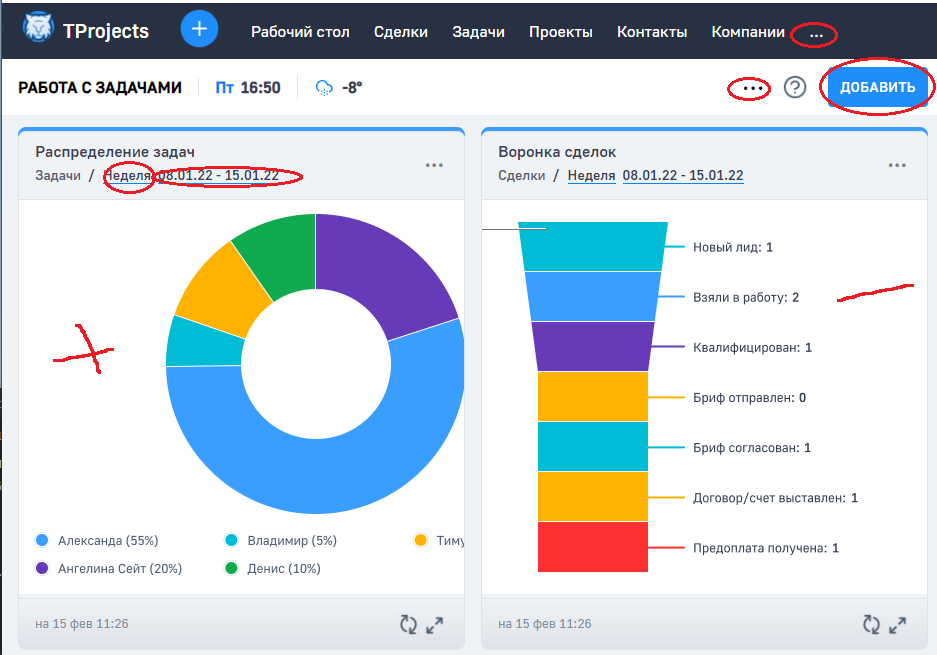 TProjects + Рабочий стол Сделки Задачи Проекты Контакты Компании ...
РАБОТА С ЗАДАЧАМИ Пт 16:50 -8° ... ? ДОБАВИТЬ
Распределение задач
Задачи / Неделя 08.01.22 - 15.01.22
Воронка сделок
Сделки / Неделя 08.01.22 - 15.01.22
Новый лид: 1
Взяли в работу: 2
Квалифицирован: 1
Бриф отправлен: 0
Бриф согласован: 1
Договор/счет выставлен: 1
Предоплата получена: 1
Александа (55%) Владимир (5%) Тиму
Ангелина Сейт (20%) Денис (10%)
на 15 фев 11:26
на 15 фев 11:26